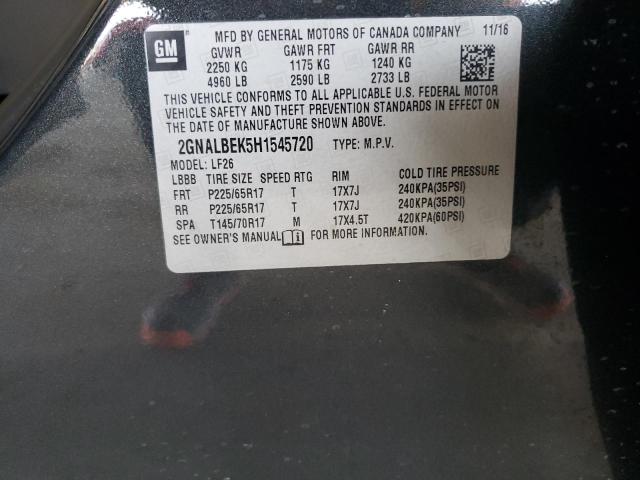 GM
MFD BY GENERAL MOTORS OF CANADA COMPANY 11/16
GVWR GAWR FRT GAWR RR
2250 KG 1175 KG 1240 KG
4960 LB 2590 LB 2733 LB
THIS VEHICLE CONFORMS TO ALL APPLICABLE U.S. FEDERAL MOTOR
VEHICLE SAFETY AND THEFT PREVENTION STANDARDS IN EFFECT ON
THE DATE OF MANUFACTURE SHOWN ABOVE.
2GNALBEK5H1545720 TYPE: M.P.V.
MODEL: LF26
LBBB TIRE SIZE SPEED RTG RIM COLD TIRE PRESSURE
FRT P225/65R17 T 17X7J 240KPA(35PSI)
RR P225/65R17 T 17X7J 240KPA(35PSI)
SPA T145/70R17 M 17X4.5T 420KPA(60PSI)
SEE OWNER'S MANUAL FOR MORE INFORMATION.